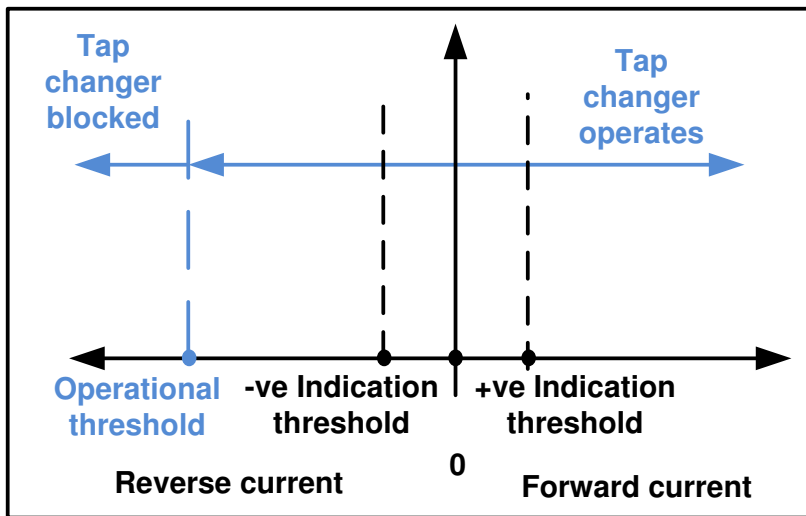 Tap
changer
blocked
Tap
changer
operates
Operational
threshold
-ve Indication
threshold
+ve Indication
threshold
0
Reverse current
Forward current